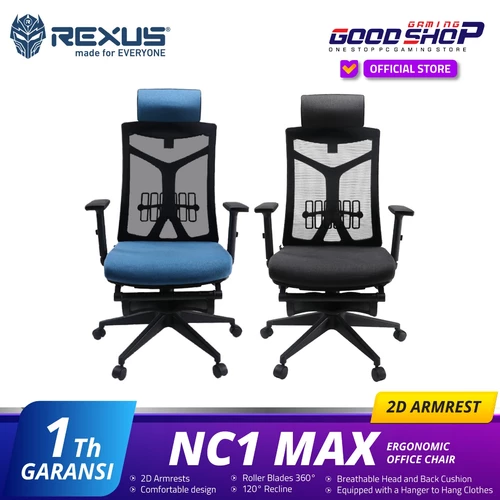 REXUS®
made for EVERYONE
GAMING
GOODSHOP
ONE STOP PC GAMING STORE
OFFICIAL STORE
2D ARMREST
1Th
GARANSI
NC1 MAX
ERGONOMIC
OFFICE CHAIR
• 2D Armrests
• Comfortable design
• Roller Blades 360°
• 120° Recline
• Breathable Head and Back Cushion
• Equipped with a Hanger to Hang Clothes